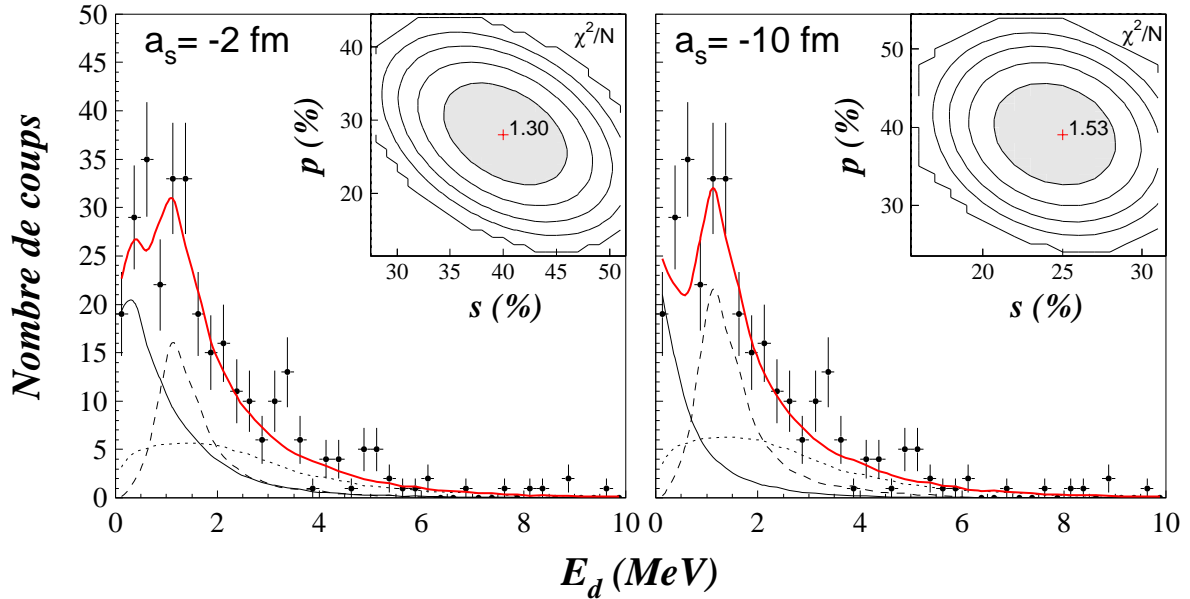 Nombre de coups
50
45
40
35
30
25
20
15
10
5
0
a_s= -2 fm
p (%)
40
30
20
χ²/N
1.30
30 35 40 45 50
s (%)
0 2 4 6 8 10
a_s= -10 fm
p (%)
50
40
30
χ²/N
1.53
20 25 30
s (%)
0 2 4 6 8 10
E_d (MeV)